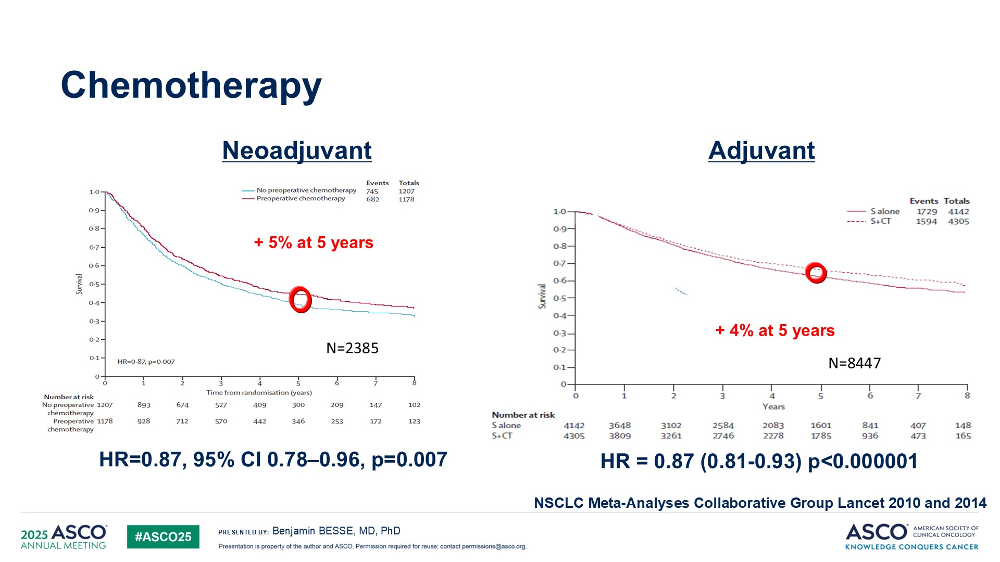 Chemotherapy
Neoadjuvant
Events Totals
No preoperative chemotherapy 745 1207
Preoperative chemotherapy 682 1178
1·0
0·9
0·8
0·7
0·6
0·5
0·4
0·3
0·2
0·1
0
Survival
+ 5% at 5 years
N=2385
HR=0·87, p=0·007
0 1 2 3 4 5 6 7 8
Time from randomisation (years)
Number at risk
No preoperative chemotherapy 1207 893 674 527 409 300 209 147 102
Preoperative chemotherapy 1178 928 712 570 442 346 253 172 123
HR=0.87, 95% CI 0.78–0.96, p=0.007
Adjuvant
Events Totals
S alone 1729 4142
S+CT 1594 4305
1·0
0·9
0·8
0·7
0·6
0·5
0·4
0·3
0·2
0·1
0
Survival
+ 4% at 5 years
N=8447
0 1 2 3 4 5 6 7 8
Years
Number at risk
S alone 4142 3648 3102 2584 2083 1601 841 407 148
S+CT 4305 3809 3261 2746 2278 1785 936 473 165
HR = 0.87 (0.81-0.93) p<0.000001
NSCLC Meta-Analyses Collaborative Group Lancet 2010 and 2014
2025 ASCO
ANNUAL MEETING
#ASCO25
PRESENTED BY: Benjamin BESSE, MD, PhD
Presentation is property of the author and ASCO. Permission required for reuse; contact permissions@asco.org.
ASCO AMERICAN SOCIETY OF
CLINICAL ONCOLOGY
KNOWLEDGE CONQUERS CANCER